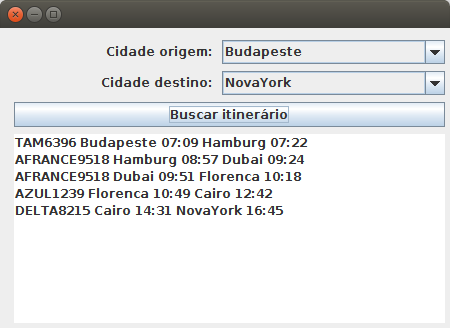 Cidade origem: Budapeste
Cidade destino: NovaYork
Buscar itinerário
TAM6396 Budapeste 07:09 Hamburg 07:22
AFRANCE9518 Hamburg 08:57 Dubai 09:24
AFRANCE9518 Dubai 09:51 Florenca 10:18
AZUL1239 Florenca 10:49 Cairo 12:42
DELTA8215 Cairo 14:31 NovaYork 16:45